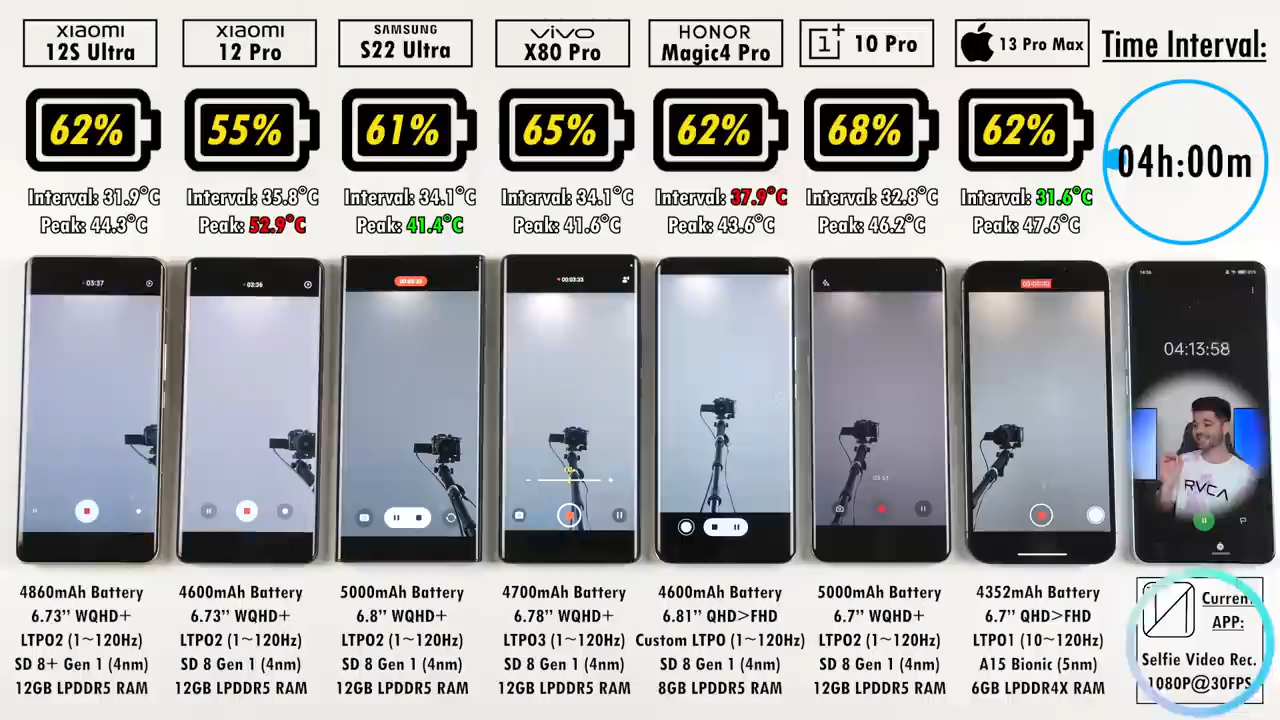 XIAOMI
12S Ultra
XIAOMI
12 Pro
SAMSUNG
S22 Ultra
vivo
X80 Pro
HONOR
Magic4 Pro
1+ 10 Pro
13 Pro Max
Time Interval:
62%
55%
61%
65%
62%
68%
62%
04h:00m
Interval: 31.9°C
Peak: 44.3°C
Interval: 35.8°C
Peak: 52.9°C
Interval: 34.1°C
Peak: 41.4°C
Interval: 34.1°C
Peak: 41.6°C
Interval: 37.9°C
Peak: 43.6°C
Interval: 32.8°C
Peak: 46.2°C
Interval: 31.6°C
Peak: 47.6°C
03:37
03:36
00:03:33
03:31
14:36
04:13:58
RVCA
4860mAh Battery
6.73’’ WQHD+
LTPO2 (1~120Hz)
SD 8+ Gen 1 (4nm)
12GB LPDDR5 RAM
4600mAh Battery
6.73’’ WQHD+
LTPO2 (1~120Hz)
SD 8 Gen 1 (4nm)
12GB LPDDR5 RAM
5000mAh Battery
6.8’’ WQHD+
LTPO2 (1~120Hz)
SD 8 Gen 1 (4nm)
12GB LPDDR5 RAM
4700mAh Battery
6.78’’ WQHD+
LTPO3 (1~120Hz)
SD 8 Gen 1 (4nm)
12GB LPDDR5 RAM
4600mAh Battery
6.81’’ QHD>FHD
Custom LTPO (1~120Hz)
SD 8 Gen 1 (4nm)
8GB LPDDR5 RAM
5000mAh Battery
6.7’’ WQHD+
LTPO2 (1~120Hz)
SD 8 Gen 1 (4nm)
12GB LPDDR5 RAM
4352mAh Battery
6.7’’ QHD>FHD
LTPO1 (10~120Hz)
A15 Bionic (5nm)
6GB LPDDR4X RAM
Current
APP:
Selfie Video Rec.
1080P@30FPS